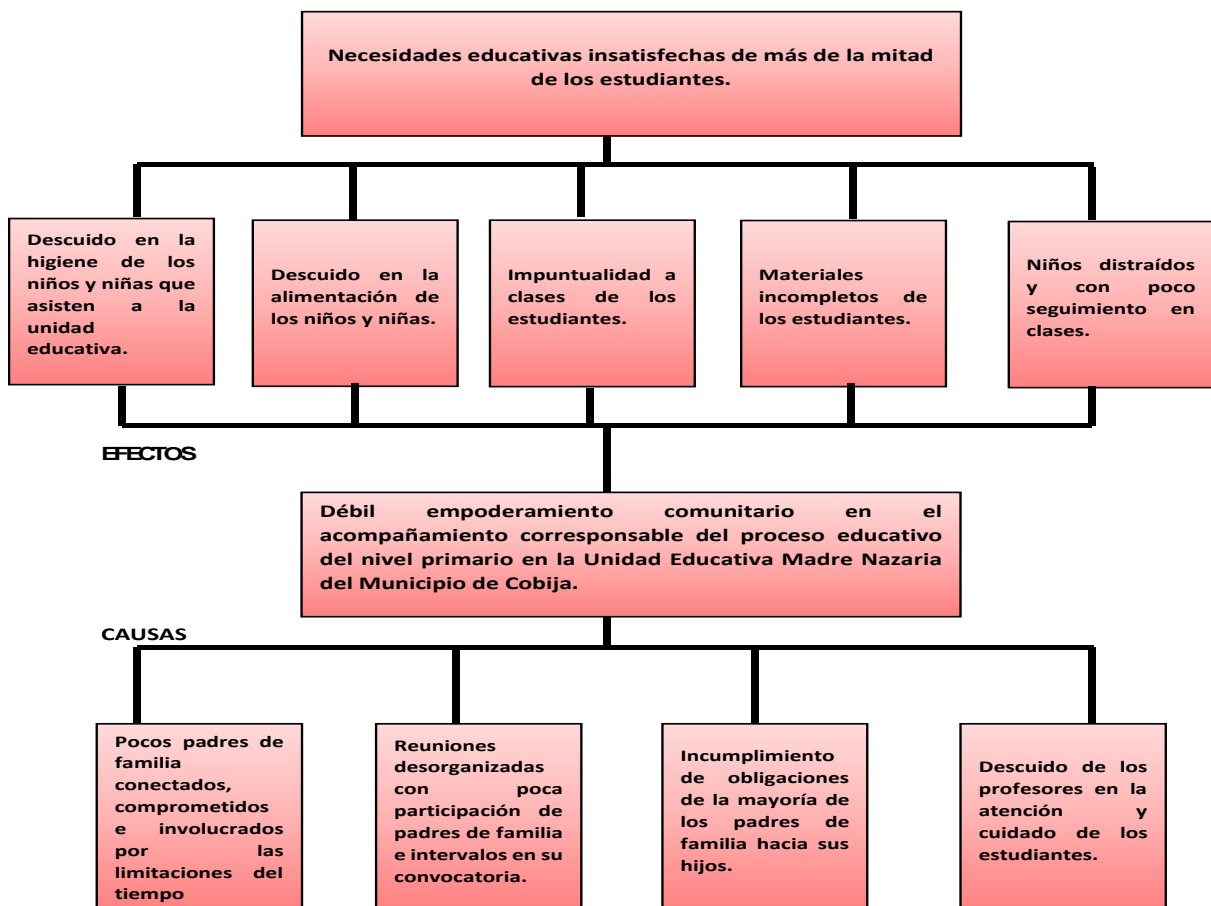 Necesidades educativas insatisfechas de más de la mitad
de los estudiantes.
Descuido en la
higiene de los
niños y niñas que
asisten a la
unidad
educativa.
Descuido en la
alimentación de
los niños y niñas.
Impuntualidad a
clases de los
estudiantes.
Materiales
incompletos de
los estudiantes.
Niños distraídos
y con poco
seguimiento en
clases.
EFECTOS
Débil empoderamiento comunitario en el
acompañamiento corresponsable del proceso educativo
del nivel primario en la Unidad Educativa Madre Nazaria
del Municipio de Cobija.
CAUSAS
Pocos padres de
familia
conectados,
comprometidos
e involucrados
por las
limitaciones del
tiempo
Reuniones
desorganizadas
con poca
participación de
padres de familia
e intervalos en su
convocatoria.
Incumplimiento
de obligaciones
de la mayoría de
los padres de
familia hacia sus
hijos.
Descuido de los
profesores en la
atención y
cuidado de los
estudiantes.